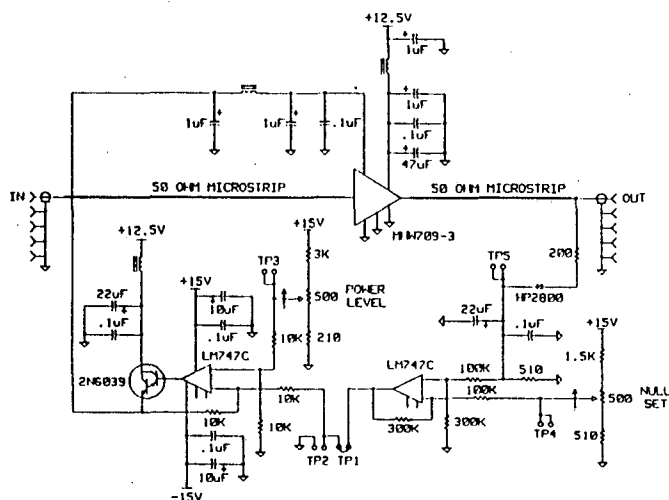 +12.5V
1uF
1uF
.1uF
47uF
1uF
1uF
.1uF
IN
50 OHM MICROSTRIP
50 OHM MICROSTRIP
OUT
MHW709-3
+12.5V
+15V
3K
TP3
500
POWER
LEVEL
210
10K
+15V
22uF
.1uF
10uF
.1uF
LM747C
2N6039
10K
10K
10K
.1uF
10uF
-15V
TP2
TP1
LM747C
300K
300K
100K
100K
510
TP4
TP5
200
HP2800
22uF
.1uF
+15V
1.5K
500
NULL
SET
510